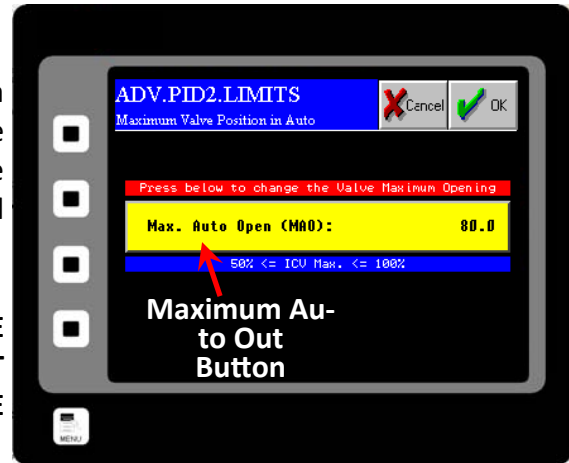 ADV.PID2.LIMITS
Maximum Valve Position in Auto
Cancel
OK
Press below to change the Valve Maximum Opening
Max. Auto Open (MAO): 80.0
50% <= ICV Max. <= 100%
Maximum Au-
to Out
Button
MENU